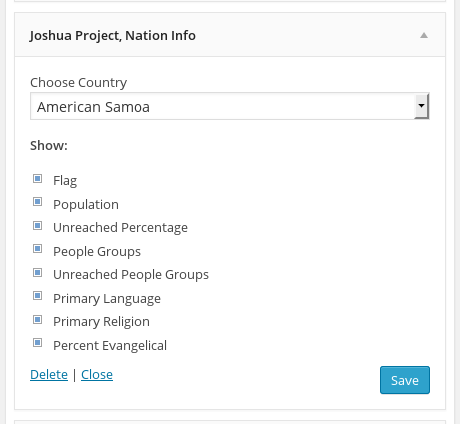 Joshua Project, Nation Info
Choose Country
American Samoa
Show:
Flag
Population
Unreached Percentage
People Groups
Unreached People Groups
Primary Language
Primary Religion
Percent Evangelical
Delete | Close
Save